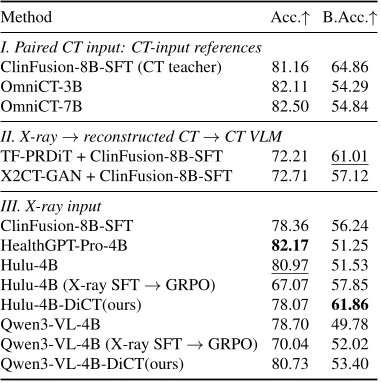 Method Acc.↑ B.Acc.↑
I. Paired CT input: CT-input references
ClinFusion-8B-SFT (CT teacher) 81.16 64.86
OmniCT-3B 82.11 54.29
OmniCT-7B 82.50 54.84
II. X-ray → reconstructed CT → CT VLM
TF-PRDiT + ClinFusion-8B-SFT 72.21 61.01
X2CT-GAN + ClinFusion-8B-SFT 72.71 57.12
III. X-ray input
ClinFusion-8B-SFT 78.36 56.24
HealthGPT-Pro-4B 82.17 51.25
Hulu-4B 80.97 51.53
Hulu-4B (X-ray SFT → GRPO) 67.07 57.85
Hulu-4B-DiCT(ours) 78.07 61.86
Qwen3-VL-4B 78.70 49.78
Qwen3-VL-4B (X-ray SFT → GRPO) 70.04 52.02
Qwen3-VL-4B-DiCT(ours) 80.73 53.40